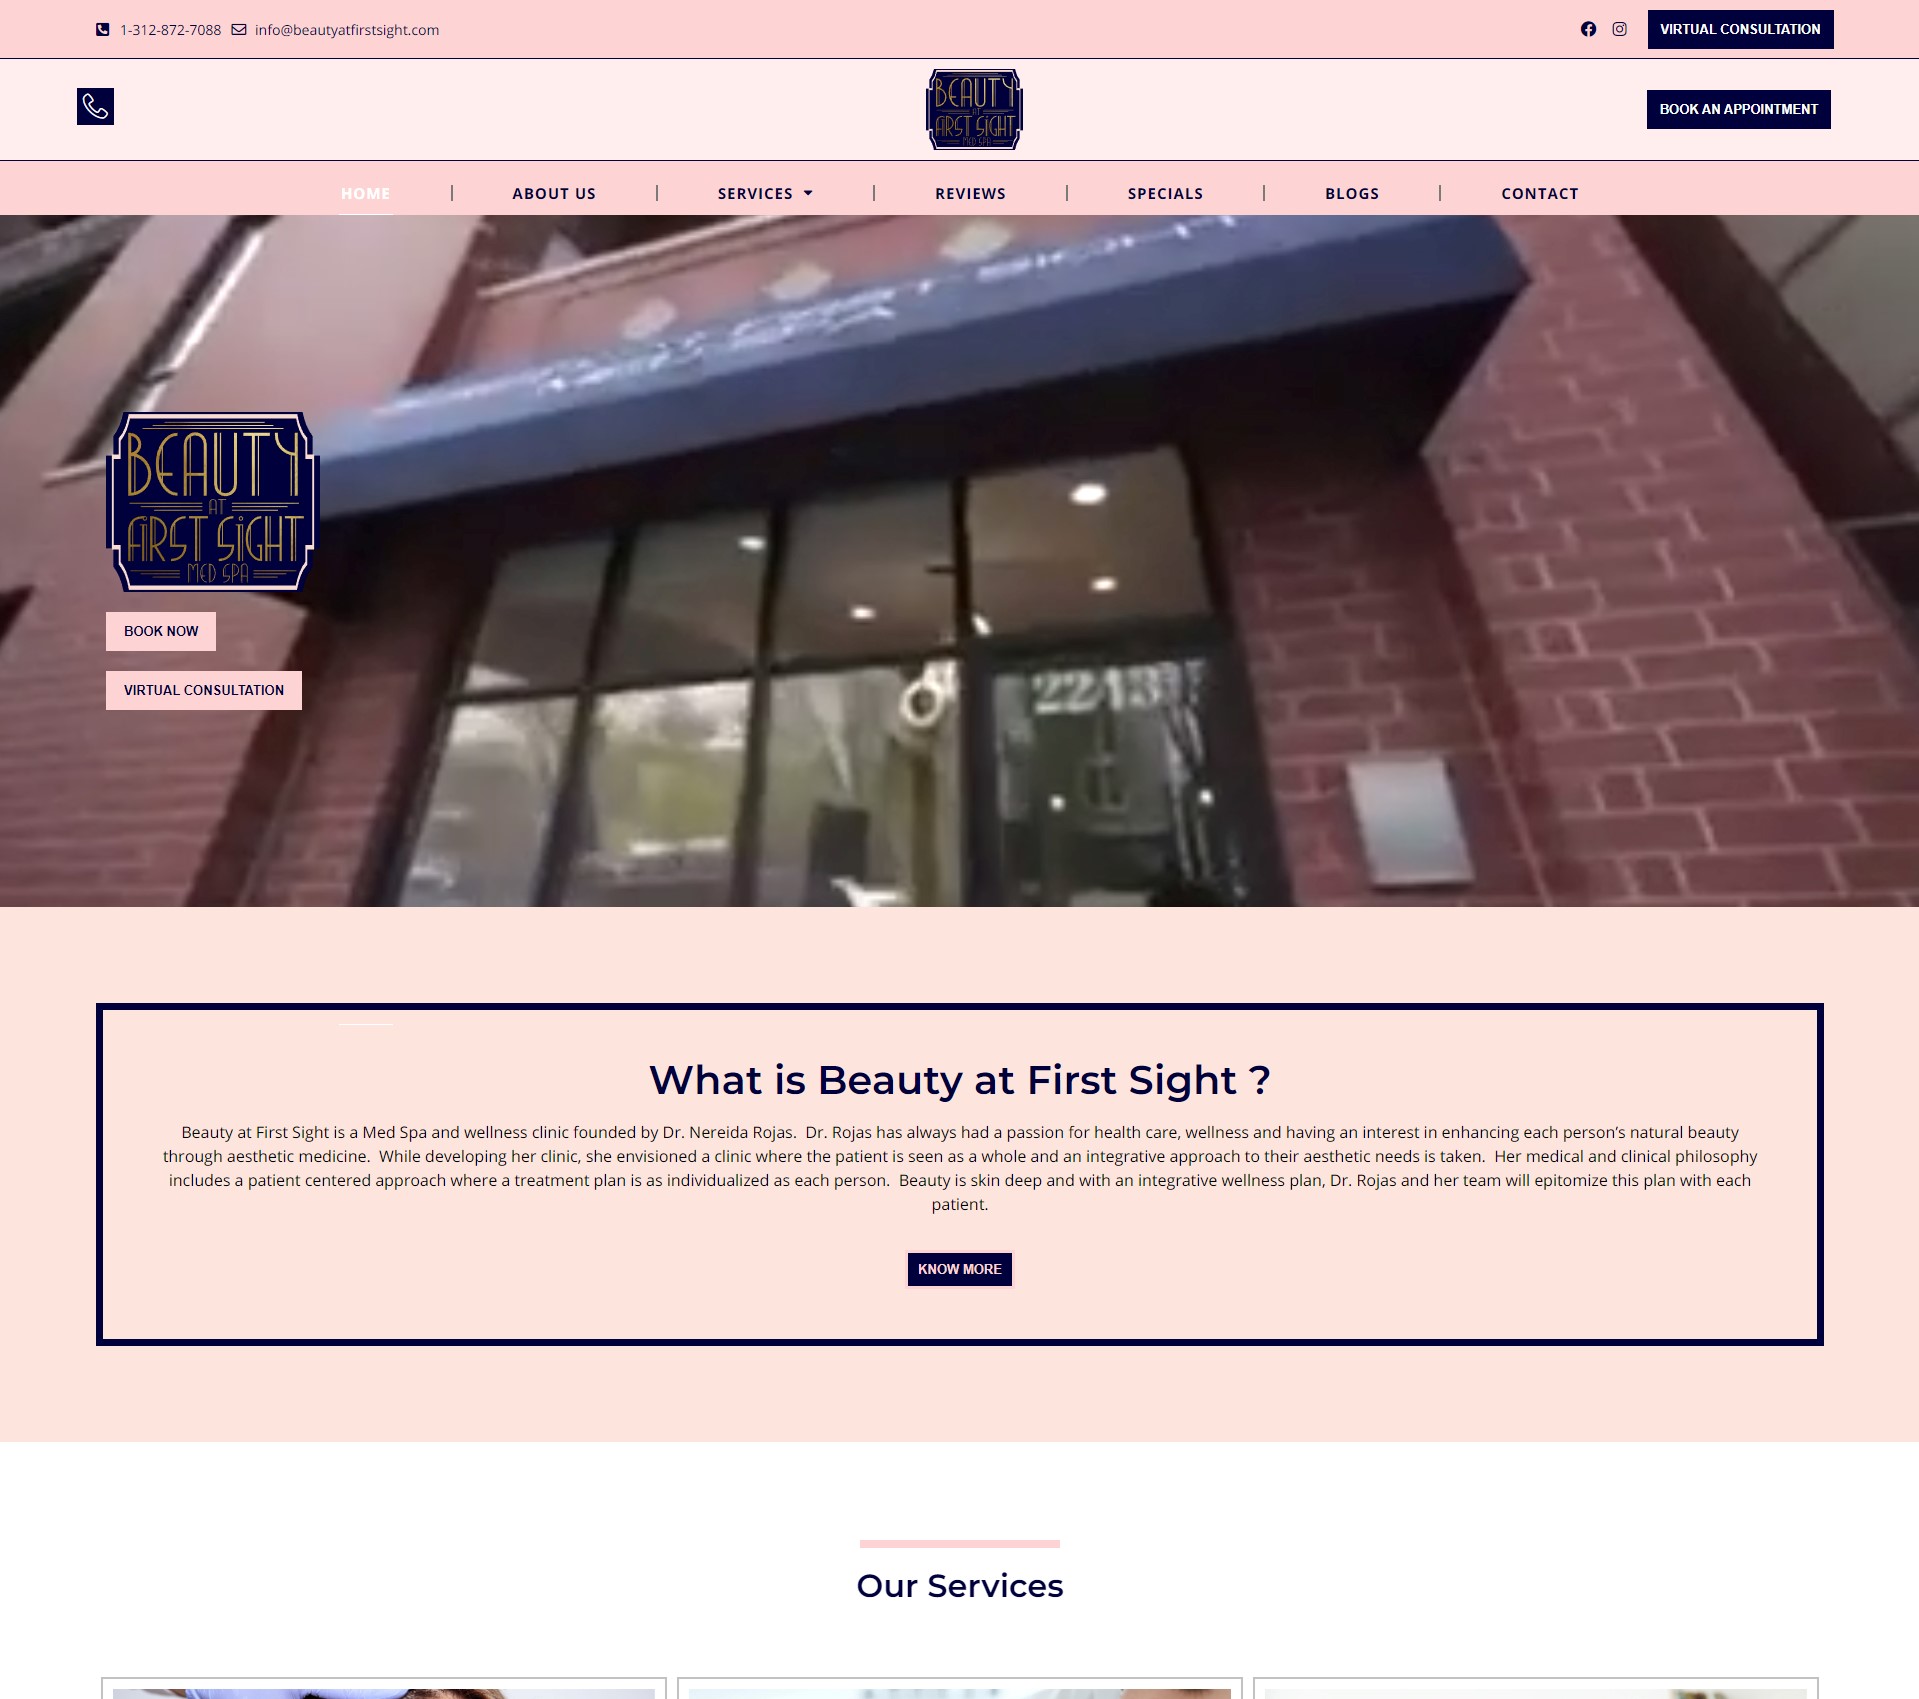 1-312-872-7088 info@beautyatfirstsight.com
VIRTUAL CONSULTATION
BEAUTY
AT
FIRST SIGHT
MED SPA
BOOK AN APPOINTMENT
HOME
ABOUT US
SERVICES
REVIEWS
SPECIALS
BLOGS
CONTACT
BEAUTY
AT
FIRST SIGHT
MED SPA
BOOK NOW
VIRTUAL CONSULTATION
What is Beauty at First Sight ?
Beauty at First Sight is a Med Spa and wellness clinic founded by Dr. Nereida Rojas.  Dr. Rojas has always had a passion for health care, wellness and having an interest in enhancing each person’s natural beauty
through aesthetic medicine.  While developing her clinic, she envisioned a clinic where the patient is seen as a whole and an integrative approach to their aesthetic needs is taken.  Her medical and clinical philosophy
includes a patient centered approach where a treatment plan is as individualized as each person.  Beauty is skin deep and with an integrative wellness plan, Dr. Rojas and her team will epitomize this plan with each
patient.
KNOW MORE
Our Services